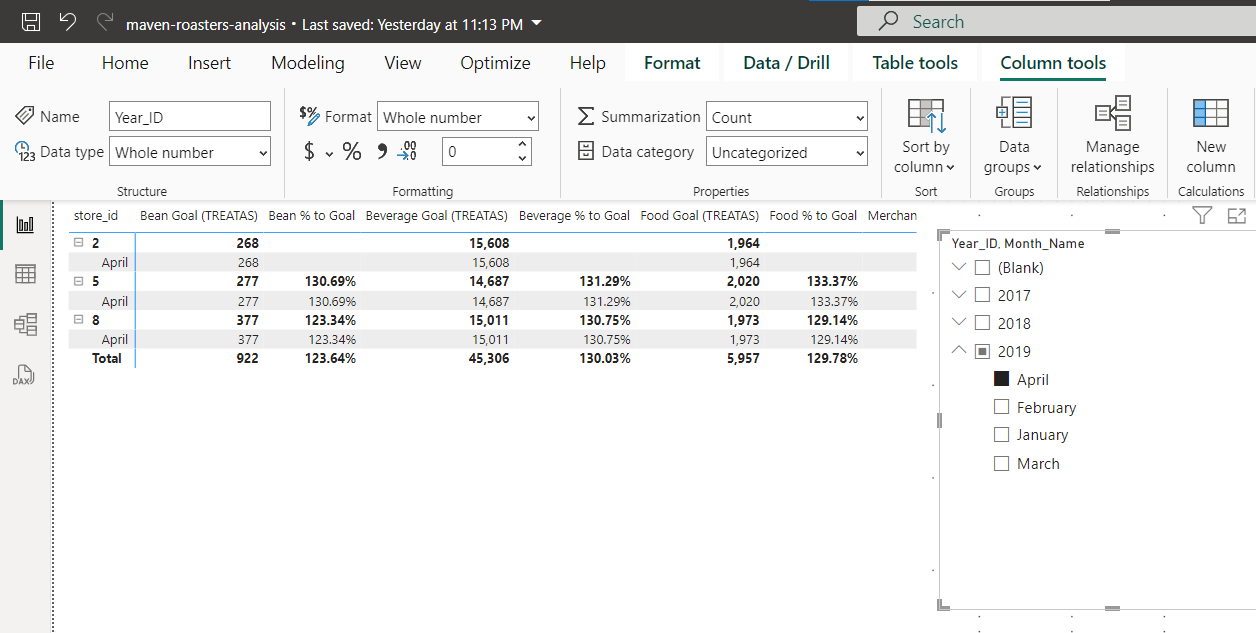 maven-roasters-analysis • Last saved: Yesterday at 11:13 PM
Search
File Home Insert Modeling View Optimize Help Format Data / Drill Table tools Column tools
Name Year_ID $% Format Whole number Summarization Count
Data type Whole number $ % 0 Data category Uncategorized
Sort by column
Data groups
Manage relationships
New column
Structure Formatting Properties Sort Groups Relationships Calculations
store_id Bean Goal (TREATAS) Bean % to Goal Beverage Goal (TREATAS) Beverage % to Goal Food Goal (TREATAS) Food % to Goal Merchan
2 268 15,608 1,964
April 268 15,608 1,964
5 277 130.69% 14,687 131.29% 2,020 133.37%
April 277 130.69% 14,687 131.29% 2,020 133.37%
8 377 123.34% 15,011 130.75% 1,973 129.14%
April 377 123.34% 15,011 130.75% 1,973 129.14%
Total 922 123.64% 45,306 130.03% 5,957 129.78%
DAX
Year_ID, Month_Name
(Blank)
2017
2018
2019
April
February
January
March